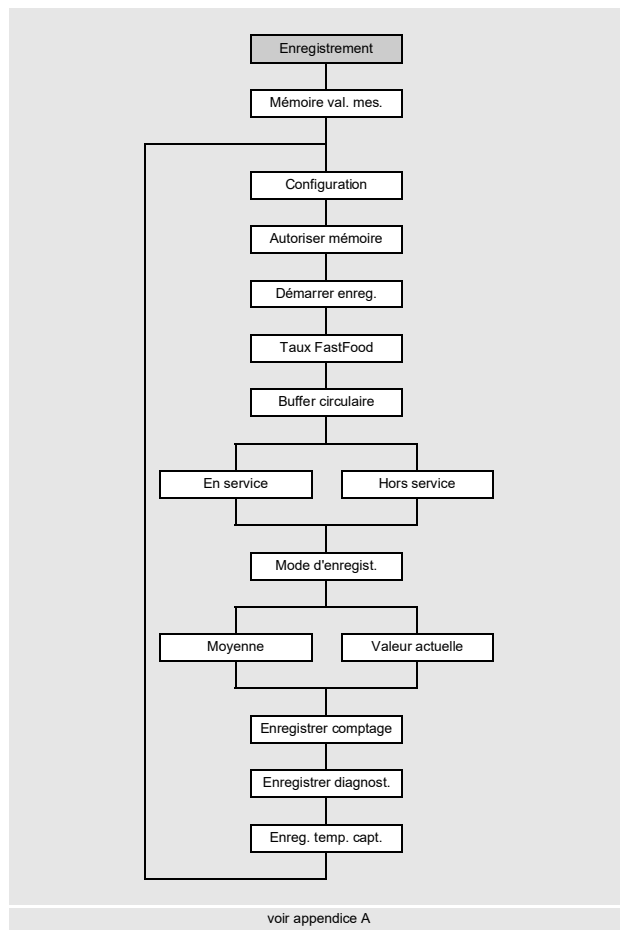 Enregistrement
Mémoire val. mes.
Configuration
Autoriser mémoire
Démarrer enreg.
Taux FastFood
Buffer circulaire
En service
Hors service
Mode d'enregist.
Moyenne
Valeur actuelle
Enregistrer comptage
Enregistrer diagnost.
Enreg. temp. capt.
voir appendice A